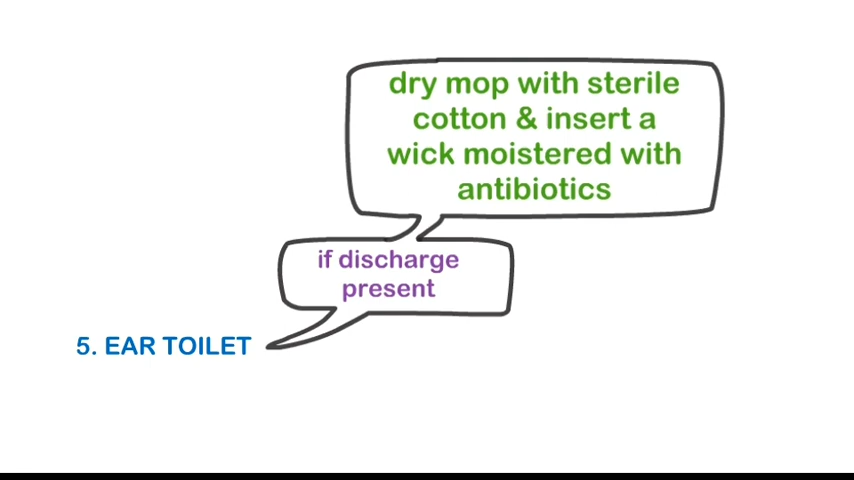 dry mop with sterile
cotton & insert a
wick moistered with
antibiotics
if discharge
present
5. EAR TOILET